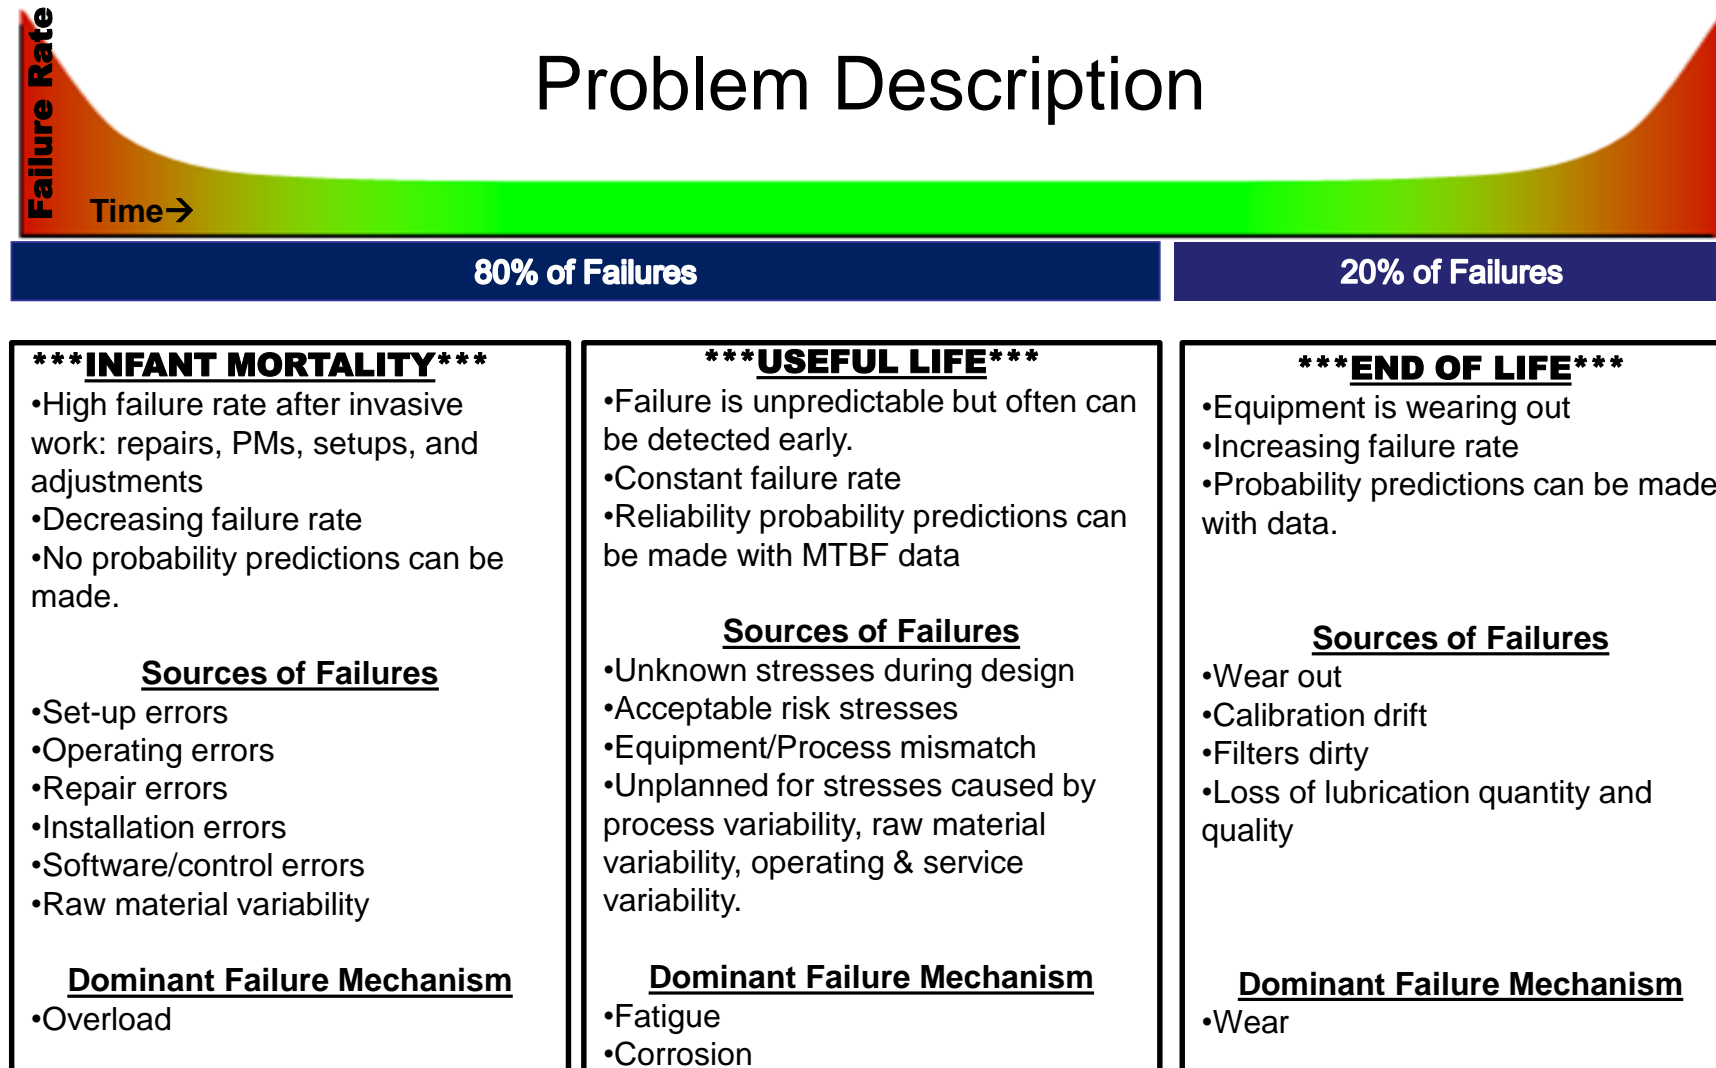 Failure Rate
Problem Description
Time→
80% of Failures
20% of Failures
***INFANT MORTALITY***
•High failure rate after invasive
work: repairs, PMs, setups, and
adjustments
•Decreasing failure rate
•No probability predictions can be
made.
Sources of Failures
•Set-up errors
•Operating errors
•Repair errors
•Installation errors
•Software/control errors
•Raw material variability
Dominant Failure Mechanism
•Overload
***USEFUL LIFE***
•Failure is unpredictable but often can
be detected early.
•Constant failure rate
•Reliability probability predictions can
be made with MTBF data
Sources of Failures
•Unknown stresses during design
•Acceptable risk stresses
•Equipment/Process mismatch
•Unplanned for stresses caused by
process variability, raw material
variability, operating & service
variability.
Dominant Failure Mechanism
•Fatigue
•Corrosion
***END OF LIFE***
•Equipment is wearing out
•Increasing failure rate
•Probability predictions can be made
with data.
Sources of Failures
•Wear out
•Calibration drift
•Filters dirty
•Loss of lubrication quantity and
quality
Dominant Failure Mechanism
•Wear